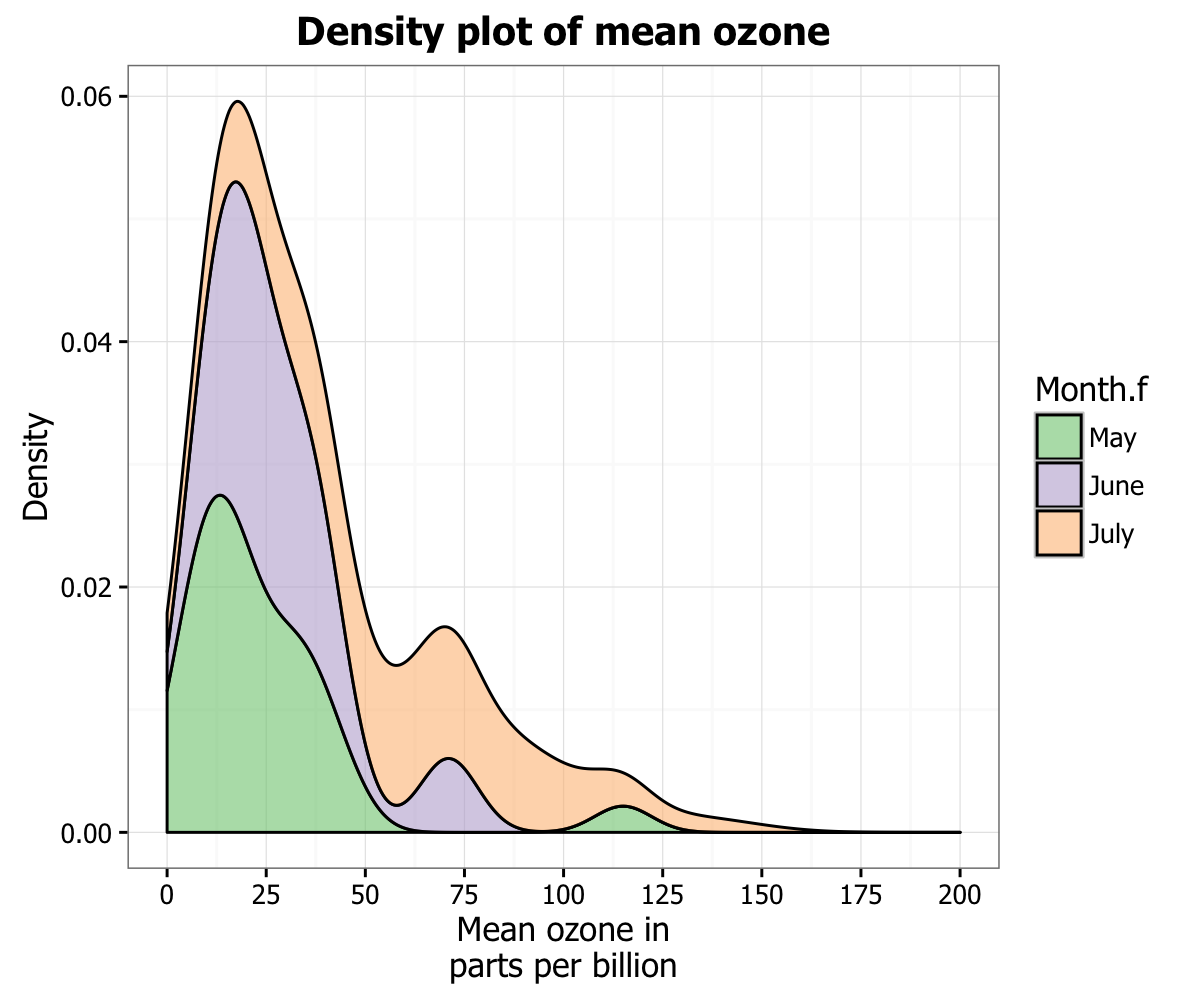 Density plot of mean ozone
0.06
0.04
0.02
0.00
Density
0 25 50 75 100 125 150 175 200
Mean ozone in
parts per billion
Month.f
May
June
July